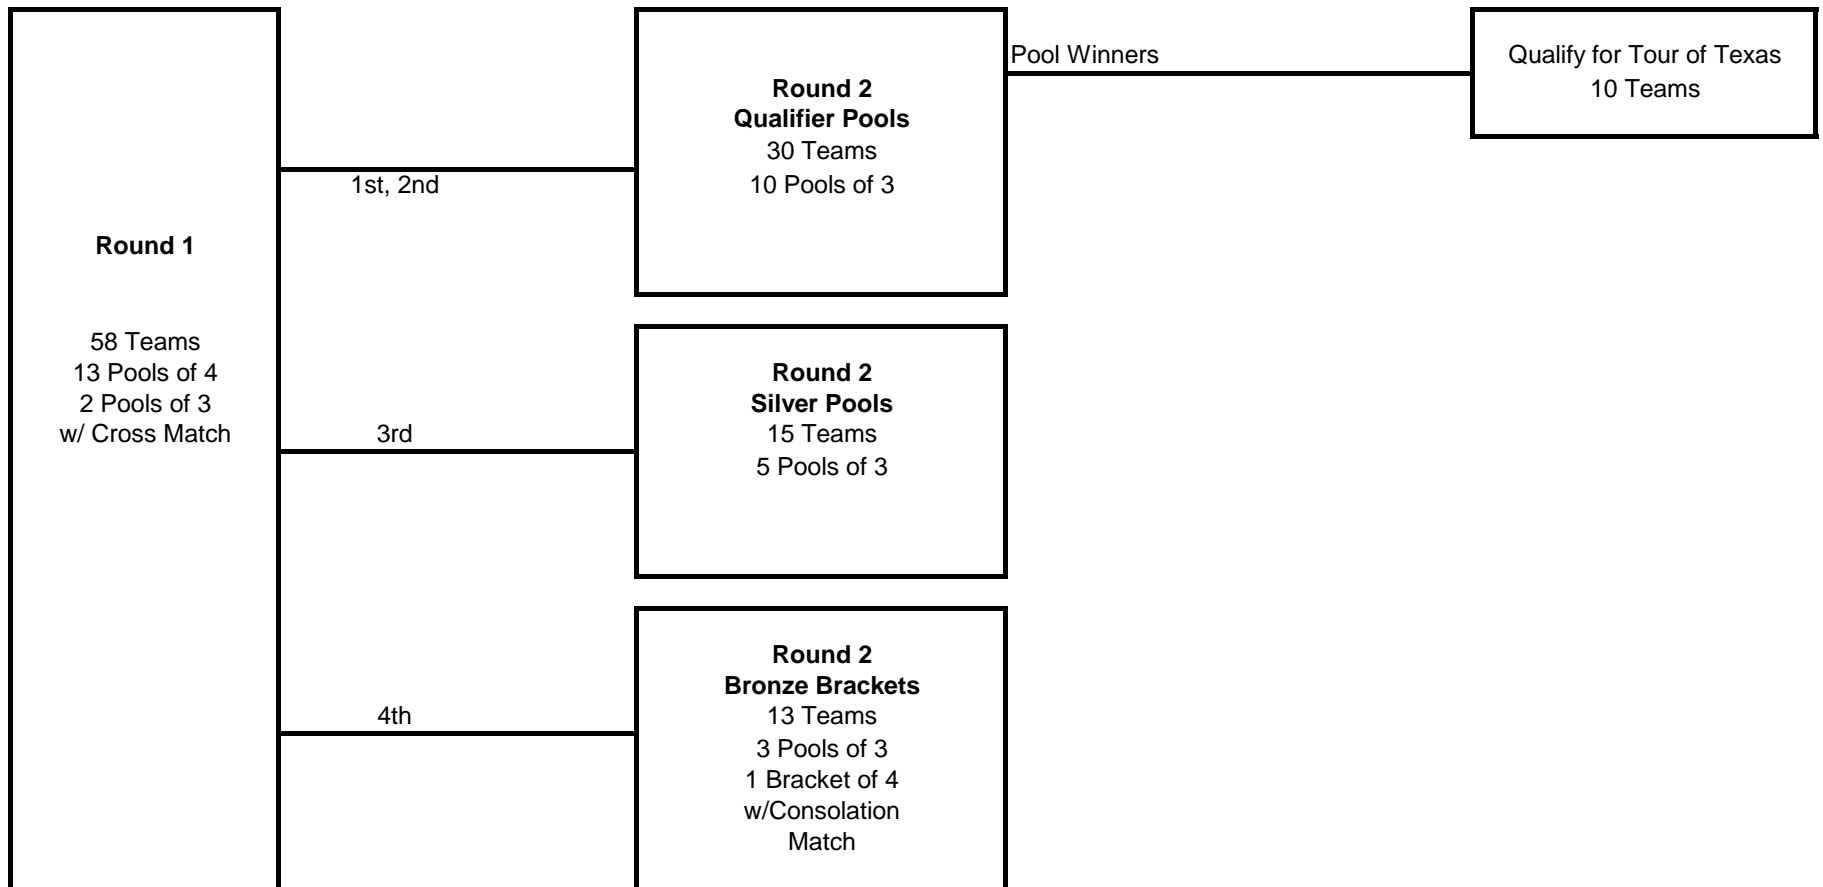 Round 1
58 Teams
13 Pools of 4
2 Pools of 3
w/ Cross Match
1st, 2nd
3rd
4th
Round 2
Qualifier Pools
30 Teams
10 Pools of 3
Round 2
Silver Pools
15 Teams
5 Pools of 3
Round 2
Bronze Brackets
13 Teams
3 Pools of 3
1 Bracket of 4
w/Consolation
Match
Pool Winners
Qualify for Tour of Texas
10 Teams